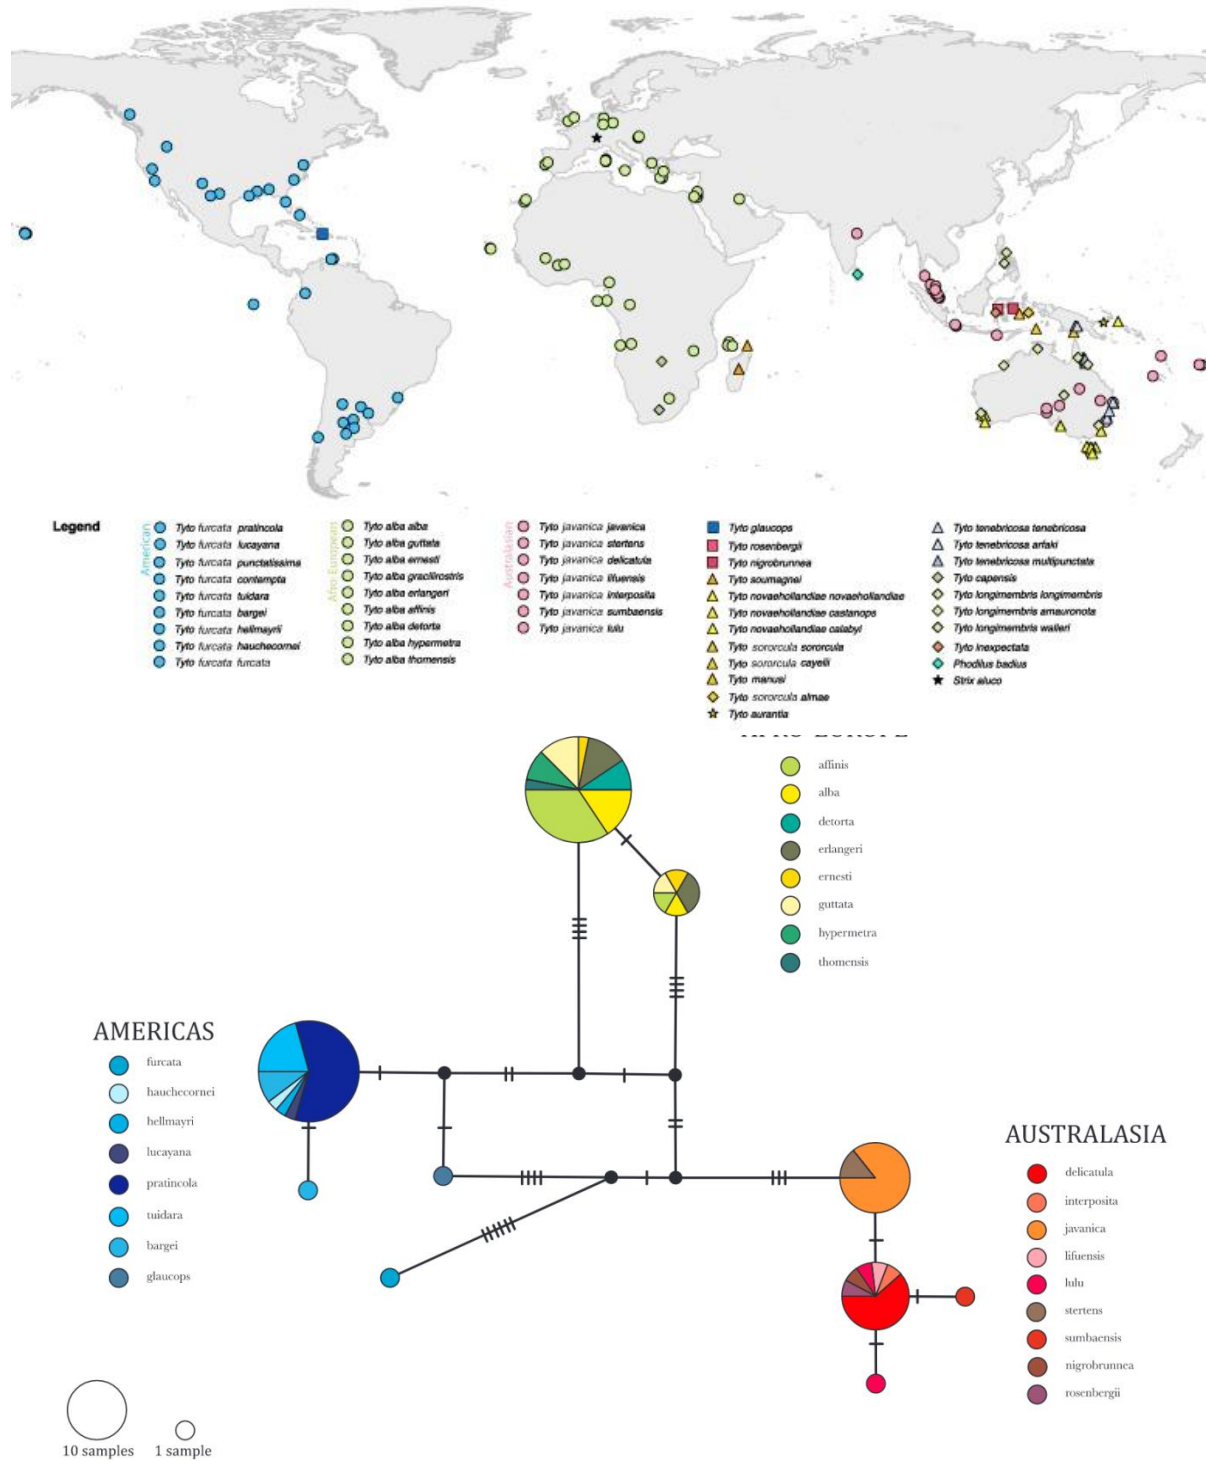 Legend
American
Tyto furcata pratincola
Tyto furcata lucayana
Tyto furcata punctatissima
Tyto furcata contempta
Tyto furcata tuidara
Tyto furcata bargei
Tyto furcata hellmayrii
Tyto furcata hauchecornei
Tyto furcata furcata
Afro-European
Tyto alba alba
Tyto alba guttata
Tyto alba ernesti
Tyto alba gracilirostris
Tyto alba erlangeri
Tyto alba affinis
Tyto alba detorta
Tyto alba hypermetra
Tyto alba thomensis
Australasian
Tyto javanica javanica
Tyto javanica stertens
Tyto javanica delicatula
Tyto javanica lifuensis
Tyto javanica interposita
Tyto javanica sumbaensis
Tyto javanica lulu
Tyto glaucops
Tyto rosenbergii
Tyto nigrobrunnea
Tyto soumagnei
Tyto novaehollandiae novaehollandiae
Tyto novaehollandiae castanops
Tyto novaehollandiae calabyi
Tyto sororcula sororcula
Tyto sororcula cayelii
Tyto manusi
Tyto sororcula almae
Tyto aurantia
Tyto tenebricosa tenebricosa
Tyto tenebricosa arfaki
Tyto tenebricosa multipunctata
Tyto capensis
Tyto longimembris longimembris
Tyto longimembris amauronota
Tyto longimembris walleri
Tyto inexpectata
Phodilus badius
Strix aluco
affinis
alba
detorta
erlangeri
ernesti
guttata
hypermetra
thomensis
AMERICAS
furcata
hauchecornei
hellmayri
lucayana
pratincola
tuidara
bargei
glaucops
AUSTRALASIA
delicatula
interposita
javanica
lifuensis
lulu
stertens
sumbaensis
nigrobrunnea
rosenbergii
10 samples
1 sample